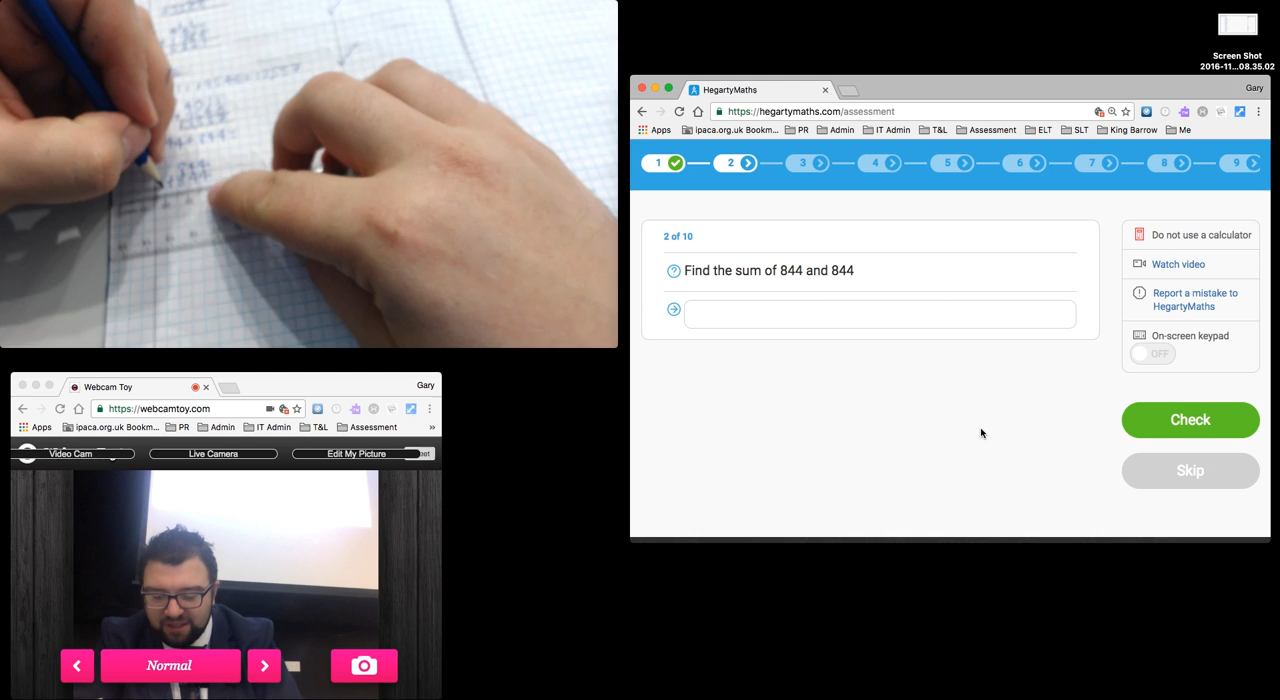 Screen Shot
2016-11...08.35.02
HegartyMaths
Gary
https://hegartymaths.com/assessment
Apps ipaca.org.uk Bookm... PR Admin IT Admin T&L Assessment ELT SLT King Barrow Me
1 2 3 4 5 6 7 8 9
2 of 10
Find the sum of 844 and 844
Do not use a calculator
Watch video
Report a mistake to
HegartyMaths
On-screen keypad
OFF
Check
Skip
Webcam Toy
Gary
https://webcamtoy.com
Apps ipaca.org.uk Bookm... PR Admin IT Admin T&L Assessment »
Video Cam Live Camera Edit My Picture
Normal